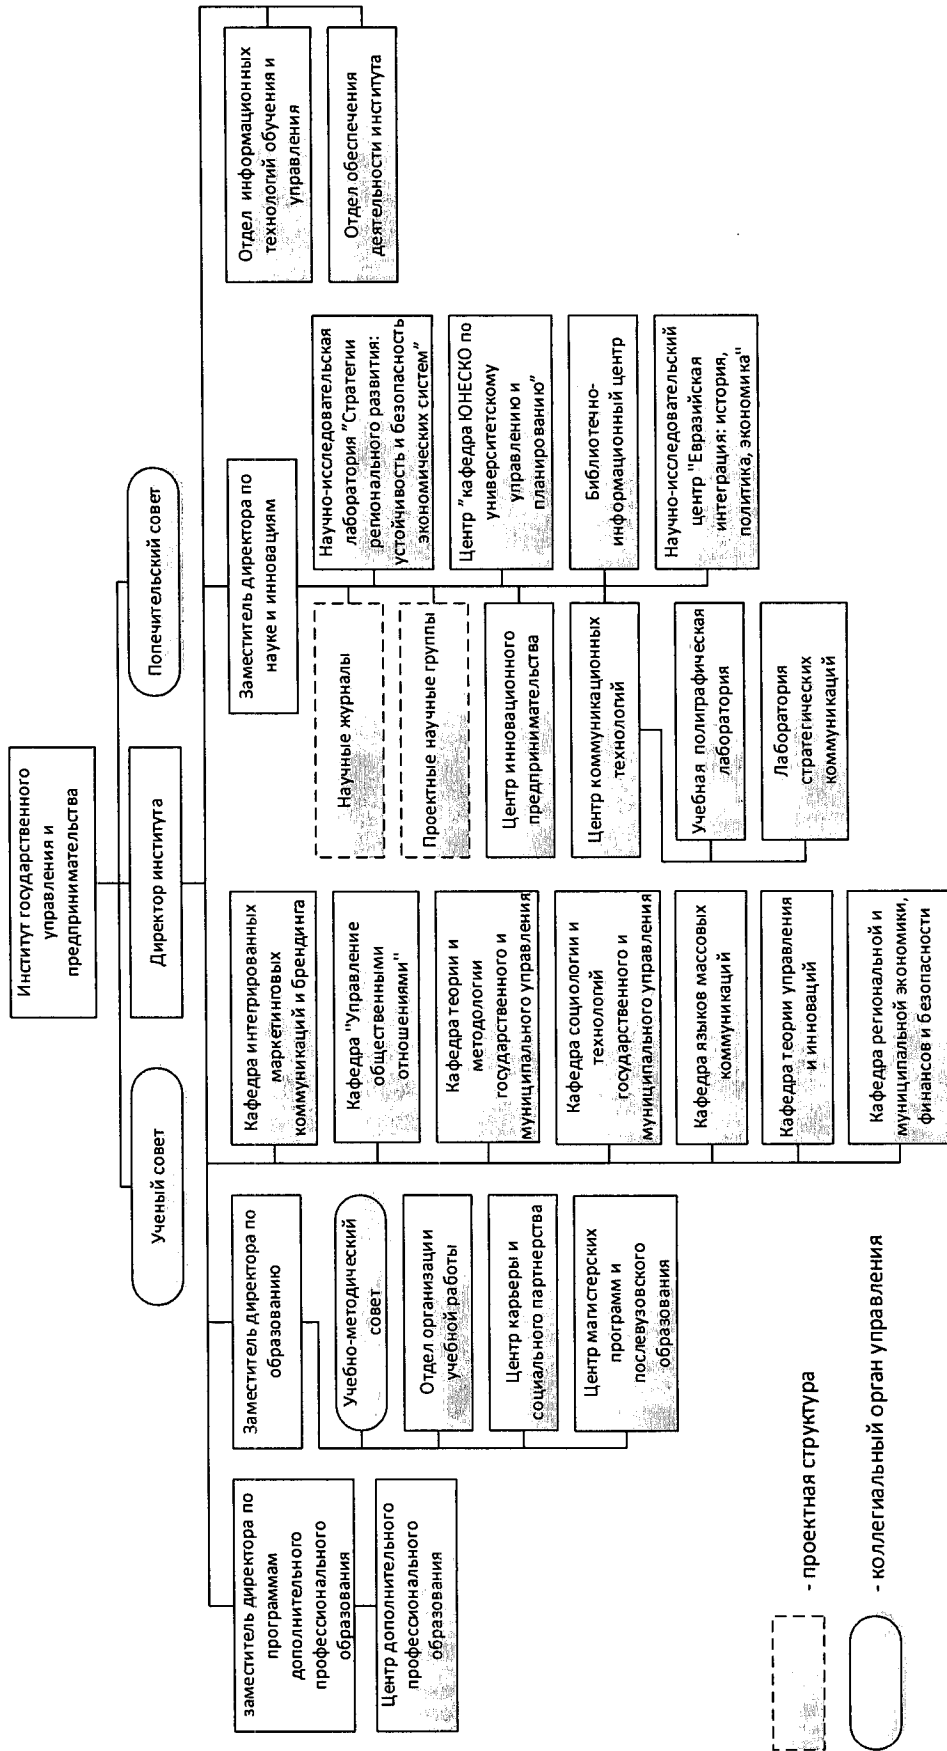 Институт государственного
управления и
предпринимательства
Ученый совет
Директор института
Попечительский совет
заместитель директора по
программам
дополнительного
профессионального
образования
Центр дополнительного
профессионального
образования
Заместитель директора по
образованию
Учебно-методический
совет
Отдел организации
учебной работы
Центр карьеры и
социального партнерства
Центр магистерских
программ и
послевузовского
образования
Кафедра интегрированных
маркетинговых
коммуникаций и брендинга
Кафедра "Управление
общественными
отношениями"
Кафедра теории и
методологии
государственного и
муниципального управления
Кафедра социологии и
технологий
государственного и
муниципального управления
Кафедра языков массовых
коммуникаций
Кафедра теории управления
и инноваций
Кафедра региональной и
муниципальной экономики,
финансов и безопасности
Заместитель директора по
науке и инновациям
Научные журналы
Проектные научные группы
Центр инновационного
предпринимательства
Центр коммуникационных
технологий
Учебная полиграфическая
лаборатория
Лаборатория
стратегических
коммуникаций
Научно-исследовательская
лаборатория "Стратегии
регионального развития:
устойчивость и безопасность
экономических систем"
Центр "кафедра ЮНЕСКО по
университетскому
управлению и
планированию"
Библиотечно-
информационный центр
Научно-исследовательский
центр "Евразийская
интеграция: история,
политика, экономика"
Отдел информационных
технологий обучения и
управления
Отдел обеспечения
деятельности института
- проектная структура
- коллегиальный орган управления